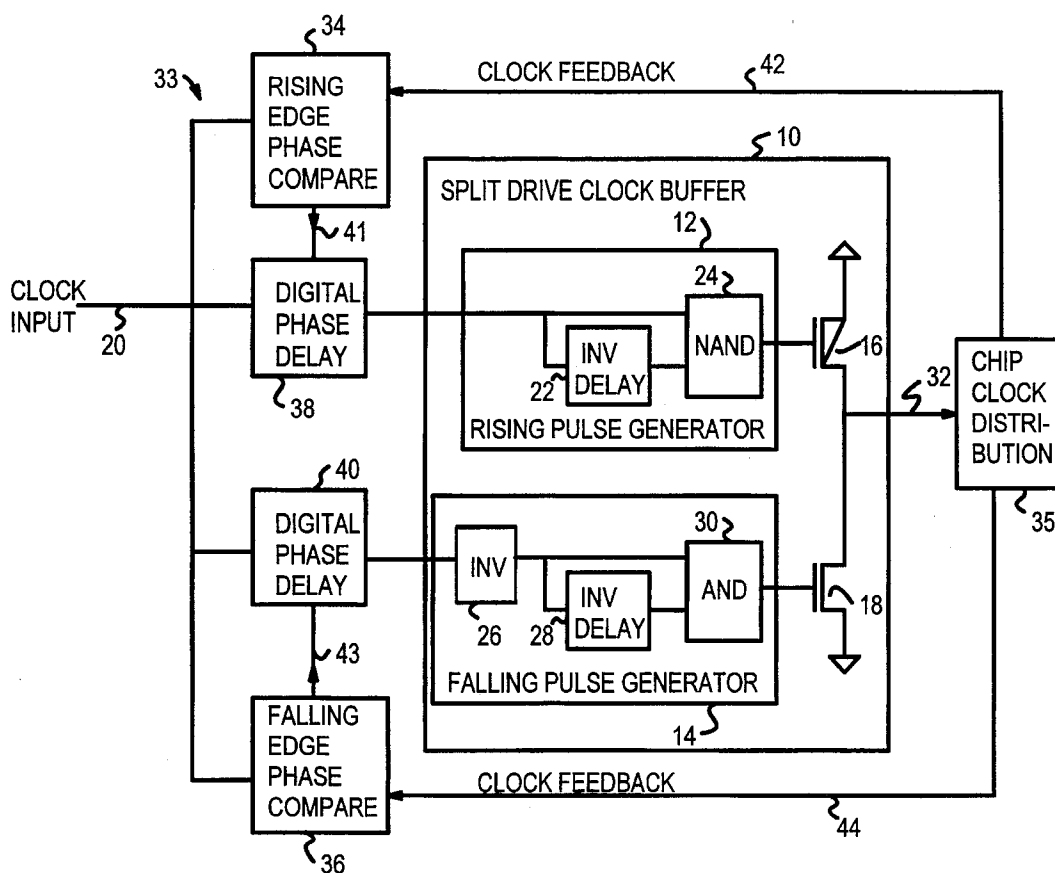 34
33
RISING
EDGE
PHASE
COMPARE
CLOCK FEEDBACK
42
10
SPLIT DRIVE CLOCK BUFFER
41
12
CLOCK
INPUT
20
DIGITAL
PHASE
DELAY
38
24
NAND
INV
DELAY
22
RISING PULSE GENERATOR
16
32
CHIP
CLOCK
DISTRI-
BUTION
35
40
DIGITAL
PHASE
DELAY
INV
26
30
AND
INV
DELAY
28
18
FALLING PULSE GENERATOR
14
43
FALLING
EDGE
PHASE
COMPARE
36
CLOCK FEEDBACK
44